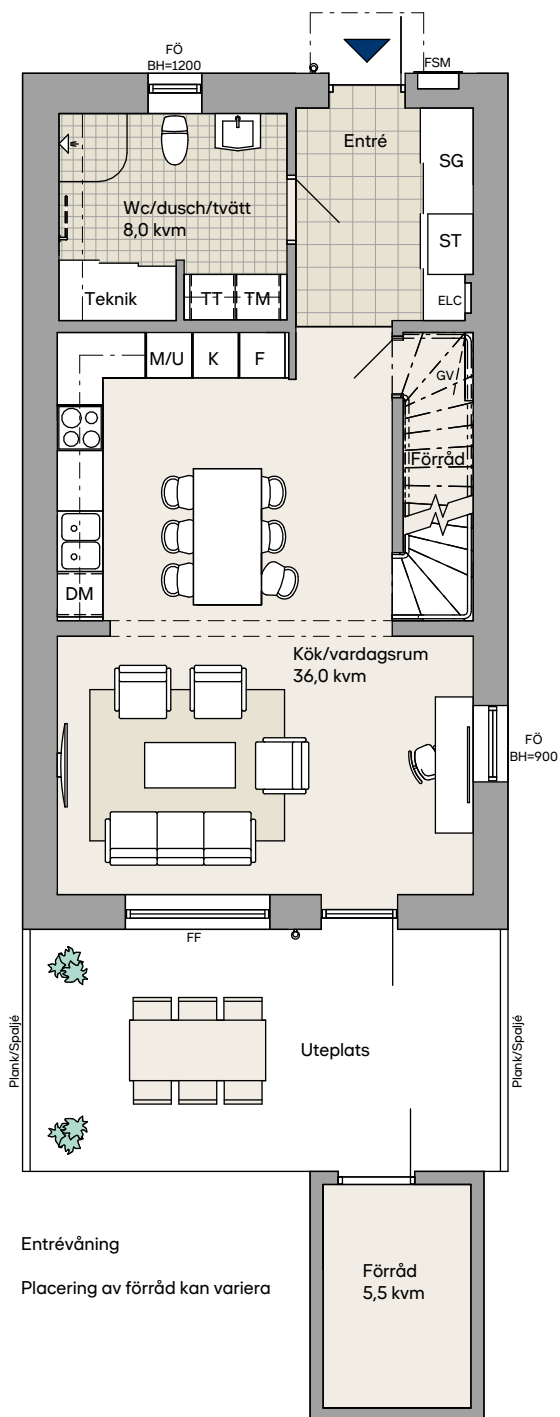 FÖ
BH=1200
FSM
Entré
SG
Wc/dusch/tvätt
8,0 kvm
ST
Teknik
TT
TM
ELC
M/U
K
F
GV
Förråd
DM
Kök/vardagsrum
36,0 kvm
FÖ
BH=900
FF
Plank/Spaljé
Uteplats
Plank/Spaljé
Entrévåning
Placering av förråd kan variera
Förråd
5,5 kvm